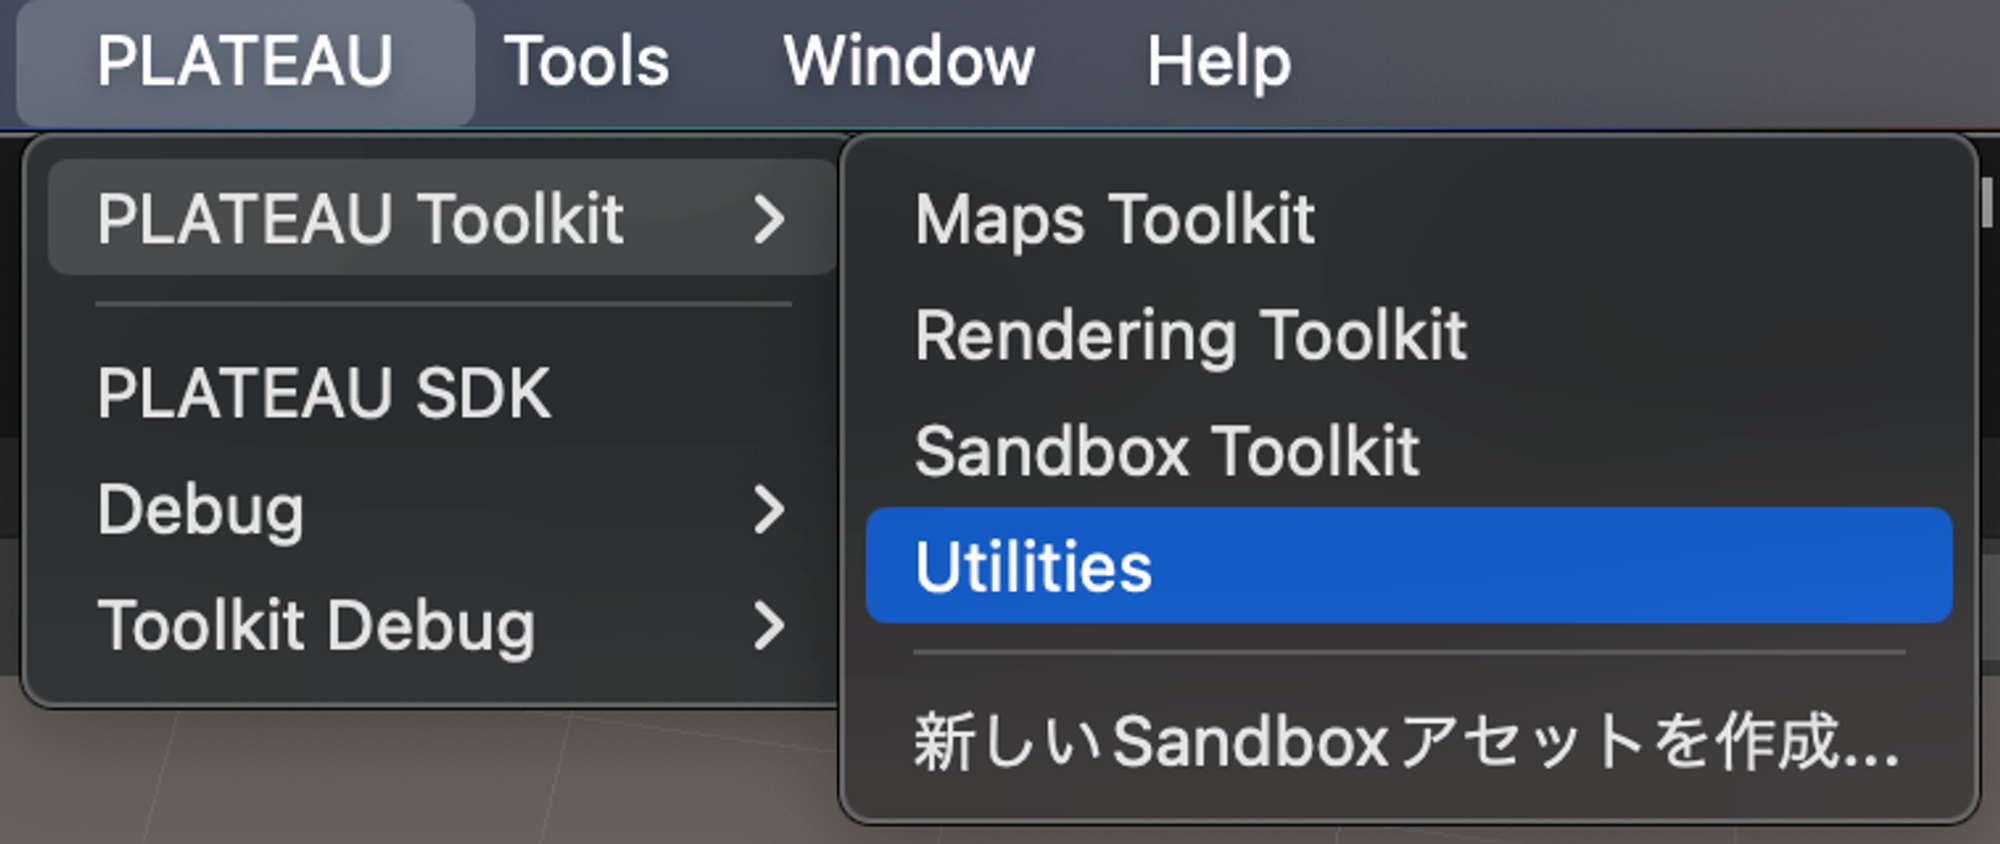 PLATEAU Tools Window Help
PLATEAU Toolkit
PLATEAU SDK
Debug
Toolkit Debug
Maps Toolkit
Rendering Toolkit
Sandbox Toolkit
Utilities
新しいSandboxアセットを作成...